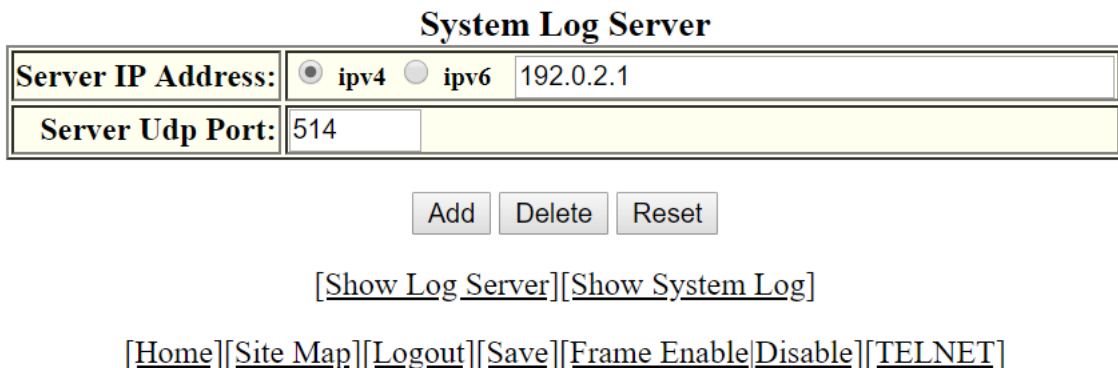 System Log Server
Server IP Address: ipv4 ipv6 192.0.2.1
Server Udp Port: 514
Add Delete Reset
[Show Log Server][Show System Log]
[Home][Site Map][Logout][Save][Frame Enable|Disable][TELNET]